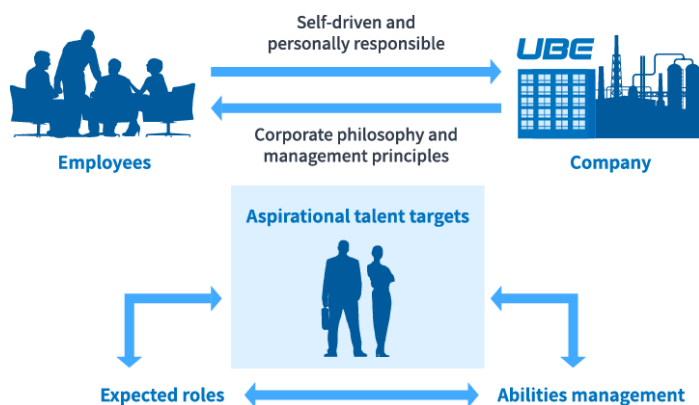 Self-driven and
personally responsible
UBE
Corporate philosophy and
management principles
Employees
Company
Aspirational talent targets
Expected roles
Abilities management